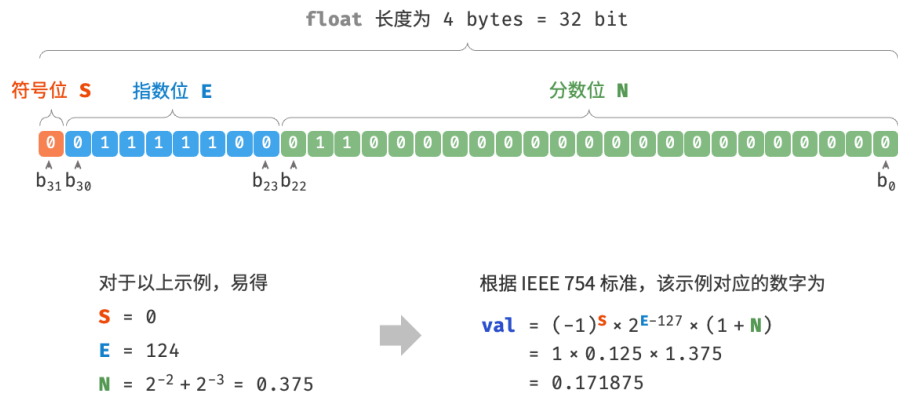 float 长度为 4 bytes = 32 bit
符号位 S 指数位 E 分数位 N
0 0 1 1 1 1 1 0 0 0 1 1 0 0 0 0 0 0 0 0 0 0 0 0 0 0 0 0 0 0 0 0
b31 b30 b23 b22 b0
对于以上示例，易得
S = 0
E = 124
N = 2⁻² + 2⁻³ = 0.375
根据 IEEE 754 标准，该示例对应的数字为
val = (−1)^S × 2^(E−127) × (1 + N)
= 1 × 0.125 × 1.375
= 0.171875